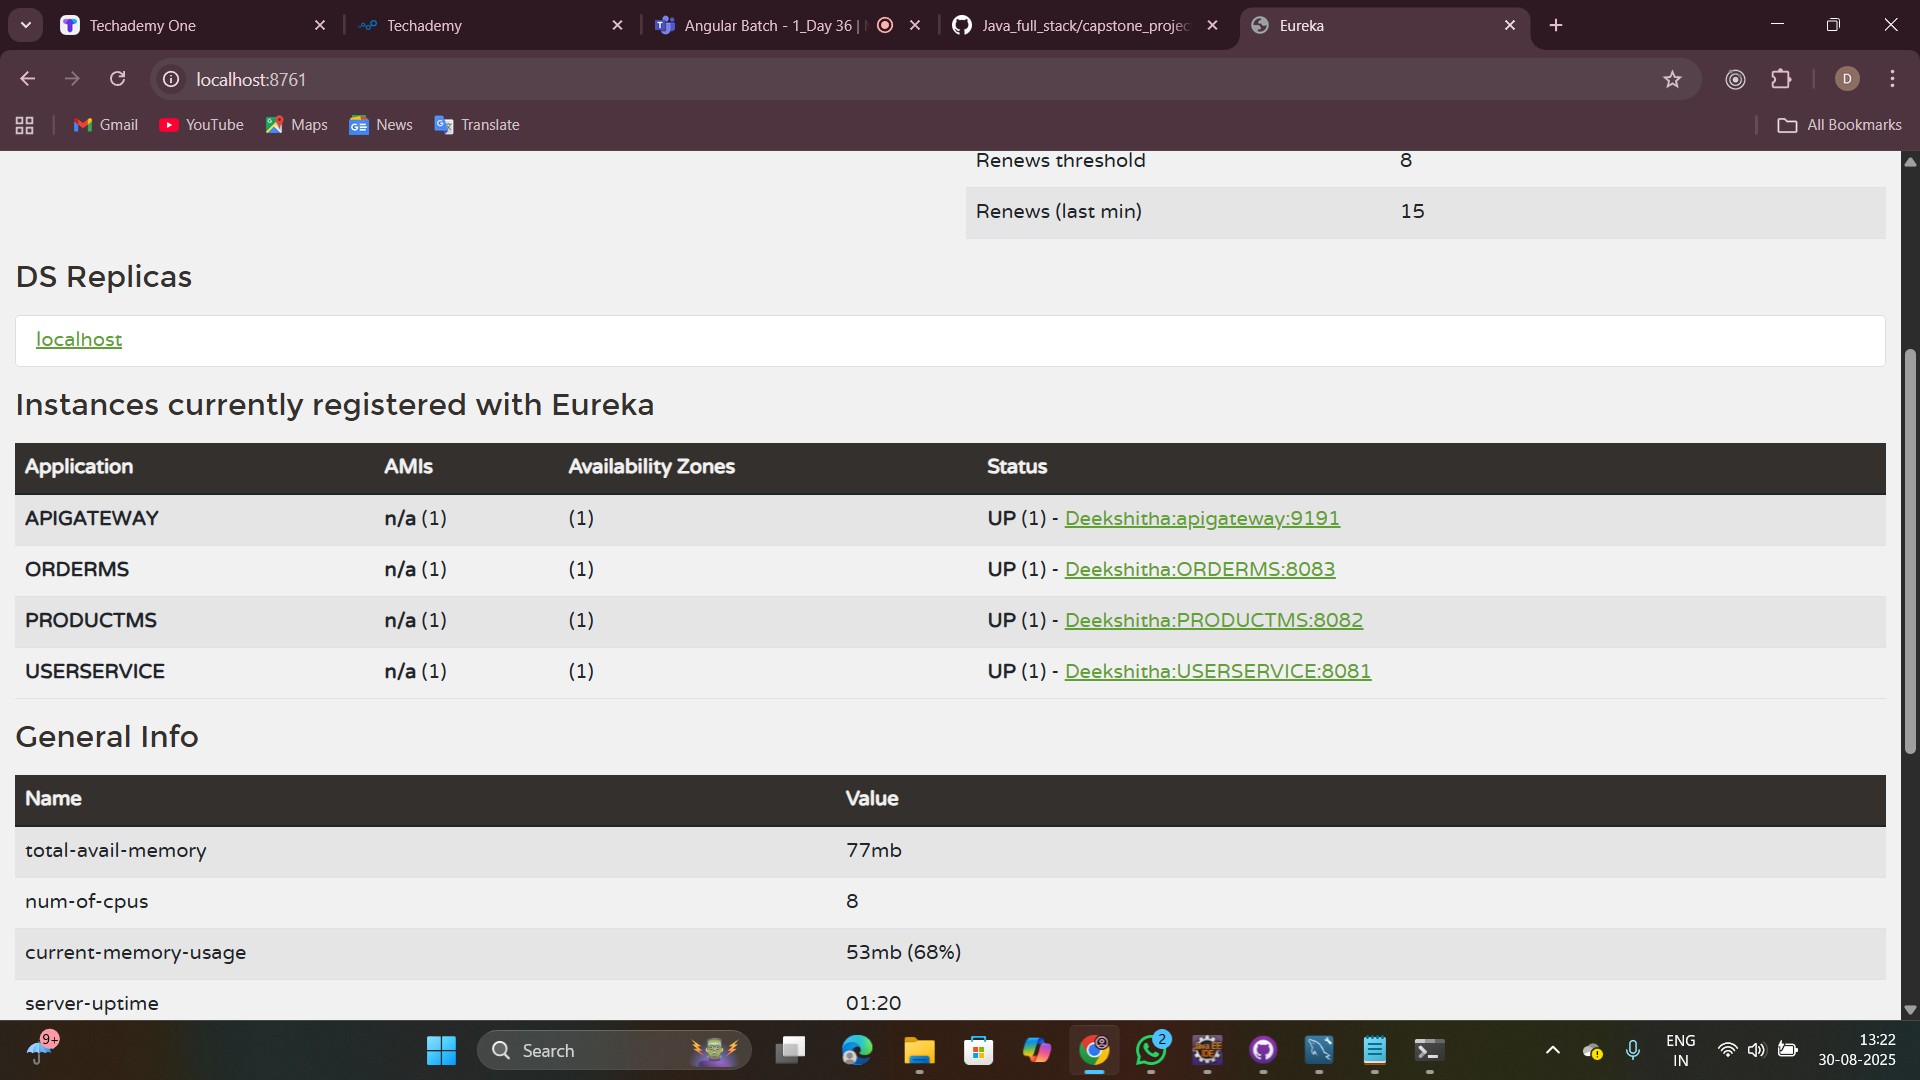 Techademy One
Techademy
Angular Batch - 1_Day 36 |
Java_full_stack/capstone_projec
Eureka
localhost:8761
D
Gmail
YouTube
Maps
News
Translate
All Bookmarks
Renews threshold 8
Renews (last min) 15
DS Replicas
localhost
Instances currently registered with Eureka
Application AMIs Availability Zones Status
APIGATEWAY n/a (1) (1) UP (1) - Deekshitha:apigateway:9191
ORDERMS n/a (1) (1) UP (1) - Deekshitha:ORDERMS:8083
PRODUCTMS n/a (1) (1) UP (1) - Deekshitha:PRODUCTMS:8082
USERSERVICE n/a (1) (1) UP (1) - Deekshitha:USERSERVICE:8081
General Info
Name Value
total-avail-memory 77mb
num-of-cpus 8
current-memory-usage 53mb (68%)
server-uptime 01:20
9+
Search
2
ENG
IN
13:22
30-08-2025